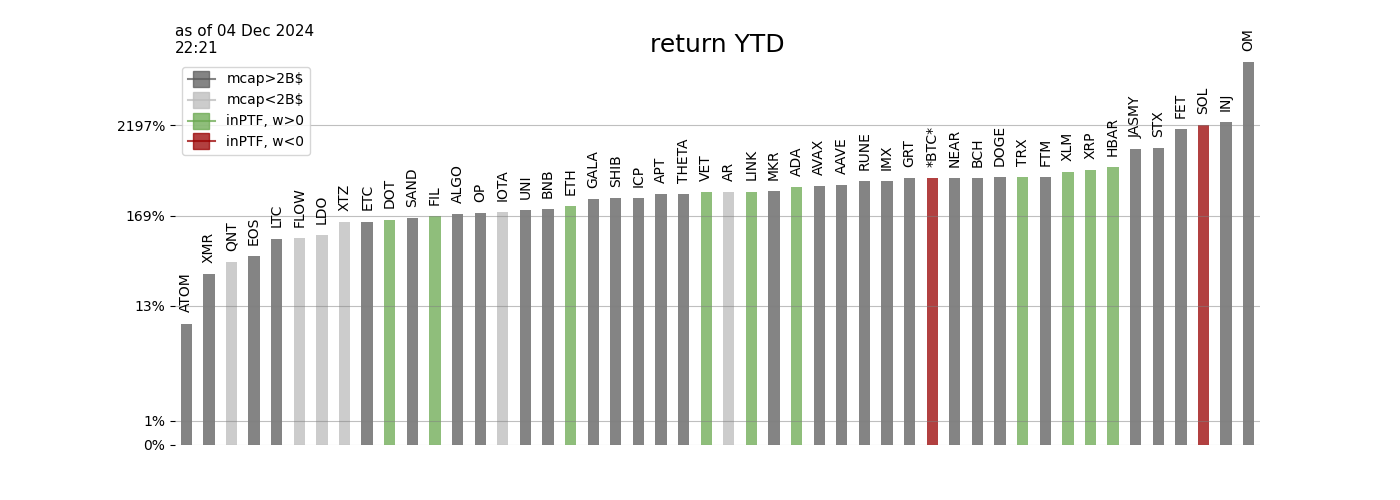 as of 04 Dec 2024
22:21
return YTD
mcap>2B$
mcap<2B$
inPTF, w>0
inPTF, w<0
2197%
169%
13%
1%
0%
ATOM
XMR
QNT
EOS
LTC
FLOW
LDO
XTZ
ETC
DOT
SAND
FIL
ALGO
OP
IOTA
UNI
BNB
ETH
GALA
SHIB
ICP
APT
THETA
VET
AR
LINK
MKR
ADA
AVAX
AAVE
RUNE
IMX
GRT
*BTC*
NEAR
BCH
DOGE
TRX
FTM
XLM
XRP
HBAR
JASMY
STX
FET
SOL
INJ
OM